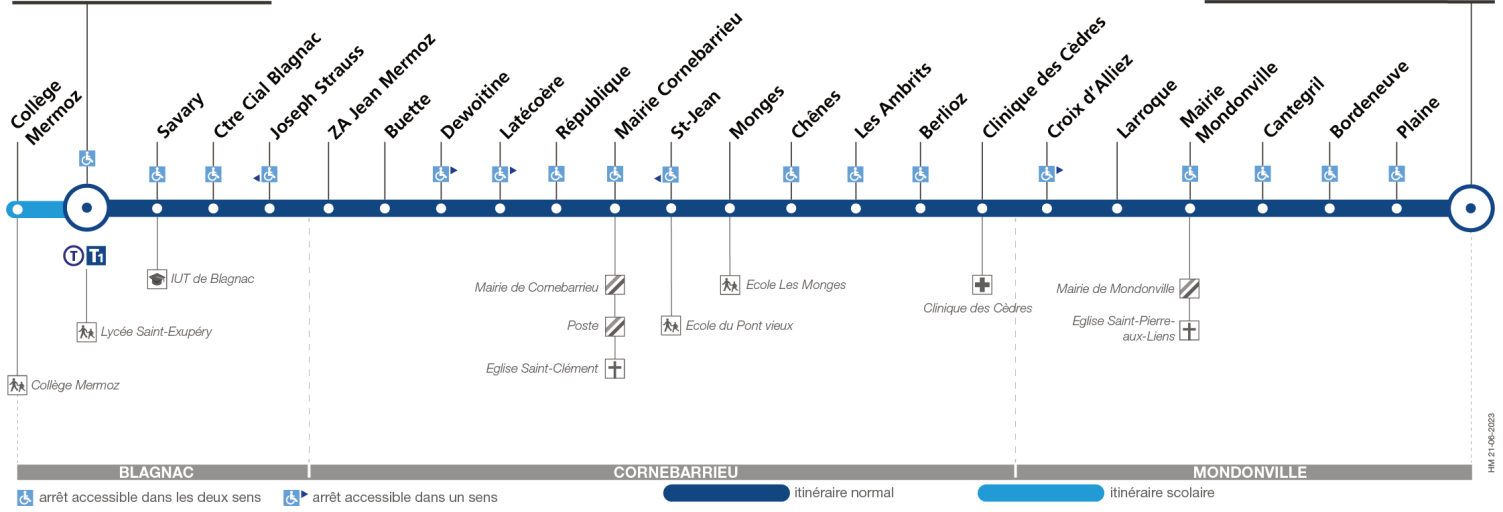 Collège
Mermoz
Savary
Ctre Cial Blagnac
Joseph Strauss
ZA Jean Mermoz
Buette
Dewoitine
Latécoère
République
Mairie Cornebarrieu
St-Jean
Monges
Chênes
Les Ambrits
Berlioz
Clinique des Cèdres
Croix d'Alliez
Larroque
Mairie
Mondonville
Cantegril
Bordeneuve
Plaine
T T1
IUT de Blagnac
Lycée Saint-Exupéry
Collège Mermoz
Mairie de Cornebarrieu
Poste
Eglise Saint-Clément
Ecole du Pont vieux
Ecole Les Monges
Clinique des Cèdres
Mairie de Mondonville
Eglise Saint-Pierre-
aux-Liens
HM 21-06-2023
BLAGNAC
CORNEBARRIEU
MONDONVILLE
arrêt accessible dans les deux sens
arrêt accessible dans un sens
itinéraire normal
itinéraire scolaire